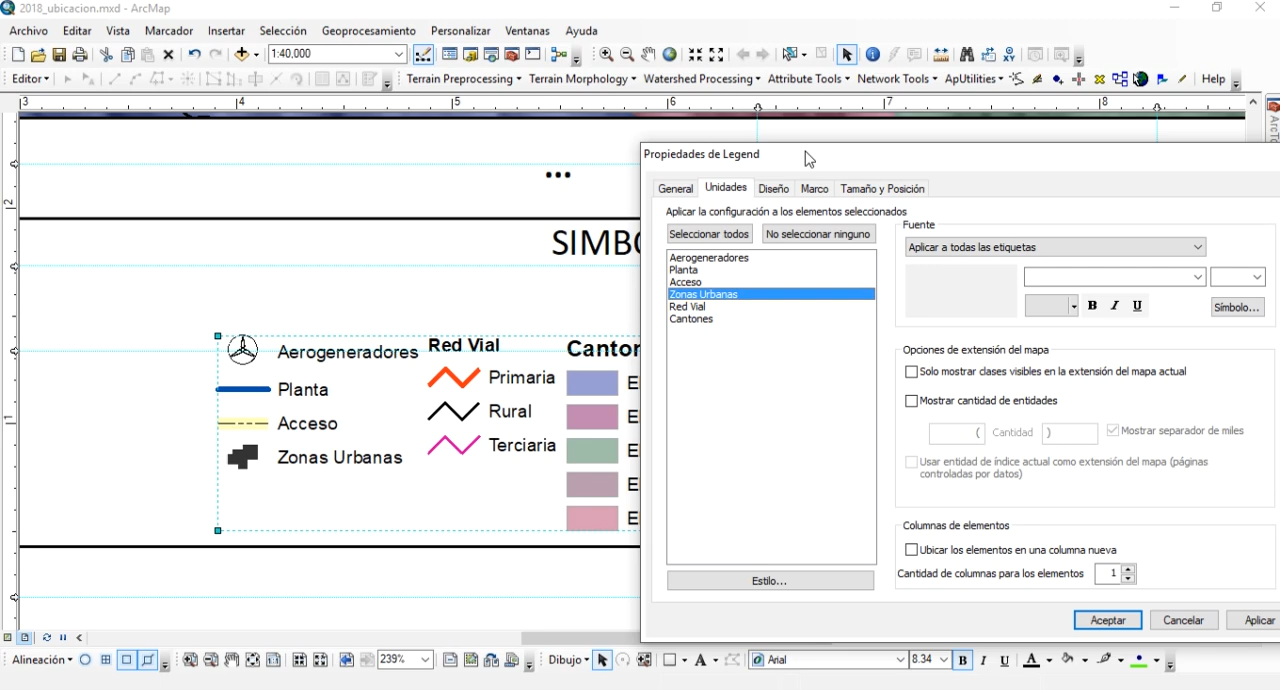 2018_ubicacion.mxd - ArcMap
Archivo Editar Vista Marcador Insertar Selección Geoprocesamiento Personalizar Ventanas Ayuda
1:40,000
Editor Terrain Preprocessing Terrain Morphology Watershed Processing Attribute Tools Network Tools ApUtilities Help
3 4 5 6 7 8
Propiedades de Legend
...
General Unidades Diseño Marco Tamaño y Posición
2
Aplicar la configuración a los elementos seleccionados
Fuente
Seleccionar todos No seleccionar ninguno
Aplicar a todas las etiquetas
SIMBO
Aerogeneradores
Planta
Acceso
Zonas Urbanas
Red Vial
Cantones
B I U
Símbolo...
Aerogeneradores
Planta
Acceso
Zonas Urbanas
Red Vial
Primaria
Rural
Terciaria
Canton
E
E
E
E
E
1
Opciones de extensión del mapa
Solo mostrar clases visibles en la extensión del mapa actual
Mostrar cantidad de entidades
( Cantidad ) Mostrar separador de miles
Usar entidad de índice actual como extensión del mapa (páginas
controladas por datos)
Columnas de elementos
Ubicar los elementos en una columna nueva
Cantidad de columnas para los elementos 1
Estilo...
Aceptar Cancelar Aplicar
Alineación 239% Dibujo A Arial 8.34 B I U A